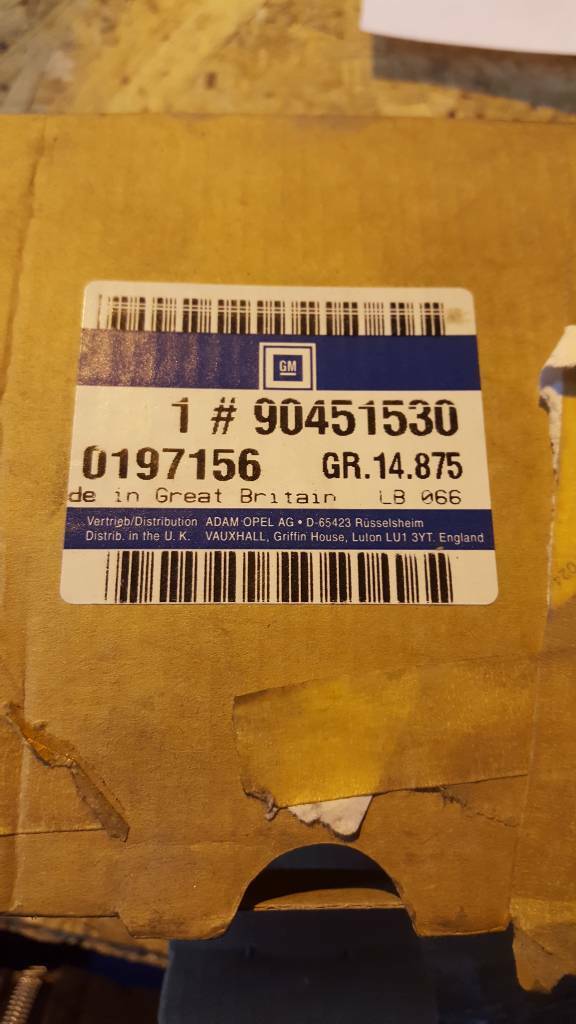 GM
1 # 90451530
0197156 GR.14.875
de in Great Britain LB 066
Vertrieb/Distribution ADAM OPEL AG • D-65423 Rüsselsheim
Distrib. in the U. K. VAUXHALL, Griffin House, Luton LU1 3YT. England